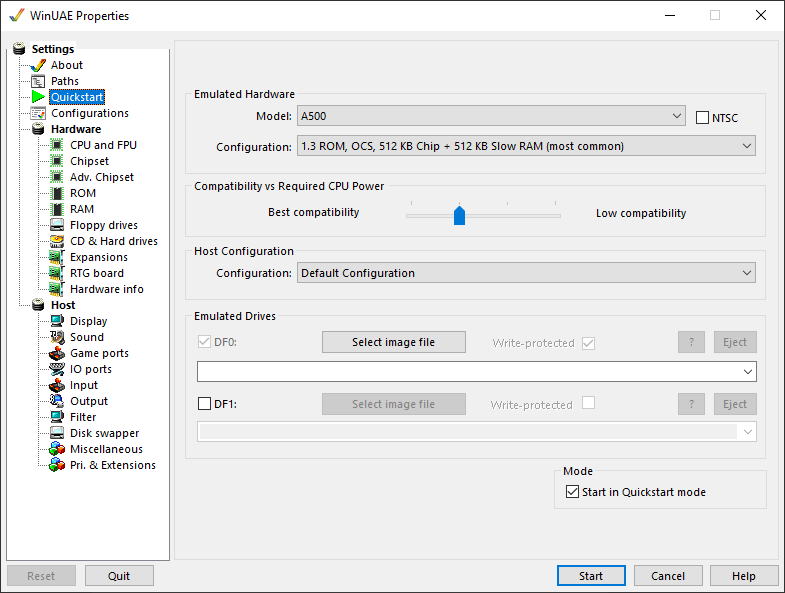 WinUAE Properties
Settings
About
Paths
Quickstart
Configurations
Hardware
CPU and FPU
Chipset
Adv. Chipset
ROM
RAM
Floppy drives
CD & Hard drives
Expansions
RTG board
Hardware info
Host
Display
Sound
Game ports
IO ports
Input
Output
Filter
Disk swapper
Miscellaneous
Pri. & Extensions
Emulated Hardware
Model: A500 NTSC
Configuration: 1.3 ROM, OCS, 512 KB Chip + 512 KB Slow RAM (most common)
Compatibility vs Required CPU Power
Best compatibility Low compatibility
Host Configuration
Configuration: Default Configuration
Emulated Drives
DF0: Select image file Write-protected ? Eject
DF1: Select image file Write-protected ? Eject
Mode
Start in Quickstart mode
Reset Quit Start Cancel Help